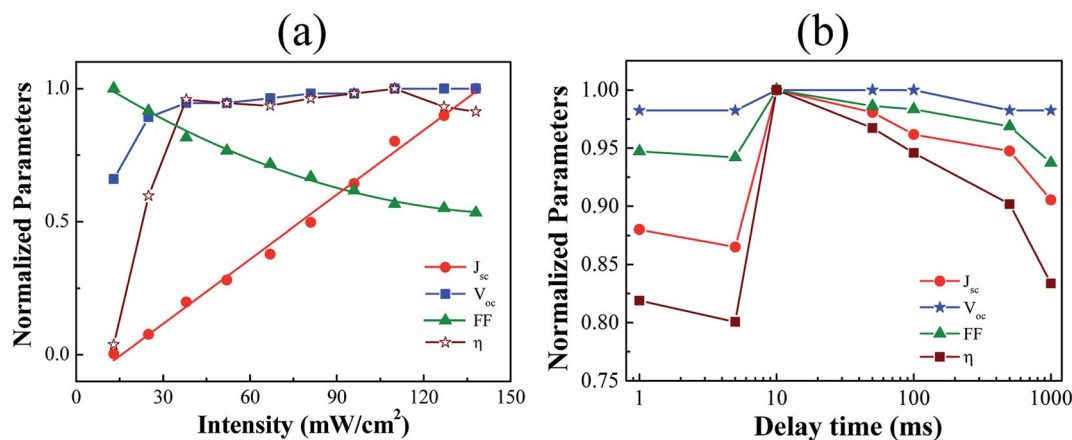 (a)
Normalized Parameters
1.0
0.5
0.0
0
30
60
90
120
150
Intensity (mW/cm²)
J_sc
V_oc
FF
η
(b)
Normalized Parameters
1.00
0.95
0.90
0.85
0.80
0.75
1
10
100
1000
Delay time (ms)
J_sc
V_oc
FF
η